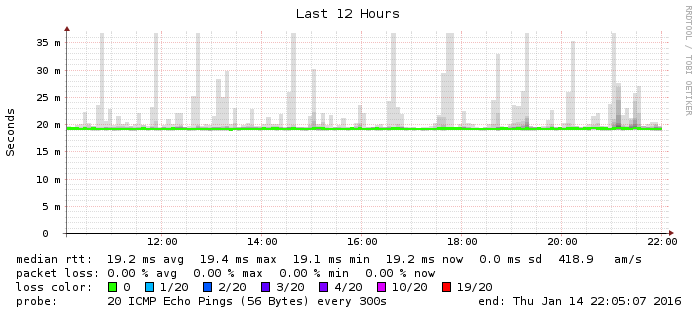 Last 12 Hours
RRDTOOL / TOBI OETIKER
Seconds
35 m
30 m
25 m
20 m
15 m
10 m
5 m
0
12:00 14:00 16:00 18:00 20:00 22:00
median rtt: 19.2 ms avg 19.4 ms max 19.1 ms min 19.2 ms now 0.0 ms sd 418.9 am/s
packet loss: 0.00 % avg 0.00 % max 0.00 % min 0.00 % now
loss color: 0 1/20 2/20 3/20 4/20 10/20 19/20
probe: 20 ICMP Echo Pings (56 Bytes) every 300s end: Thu Jan 14 22:05:07 2016